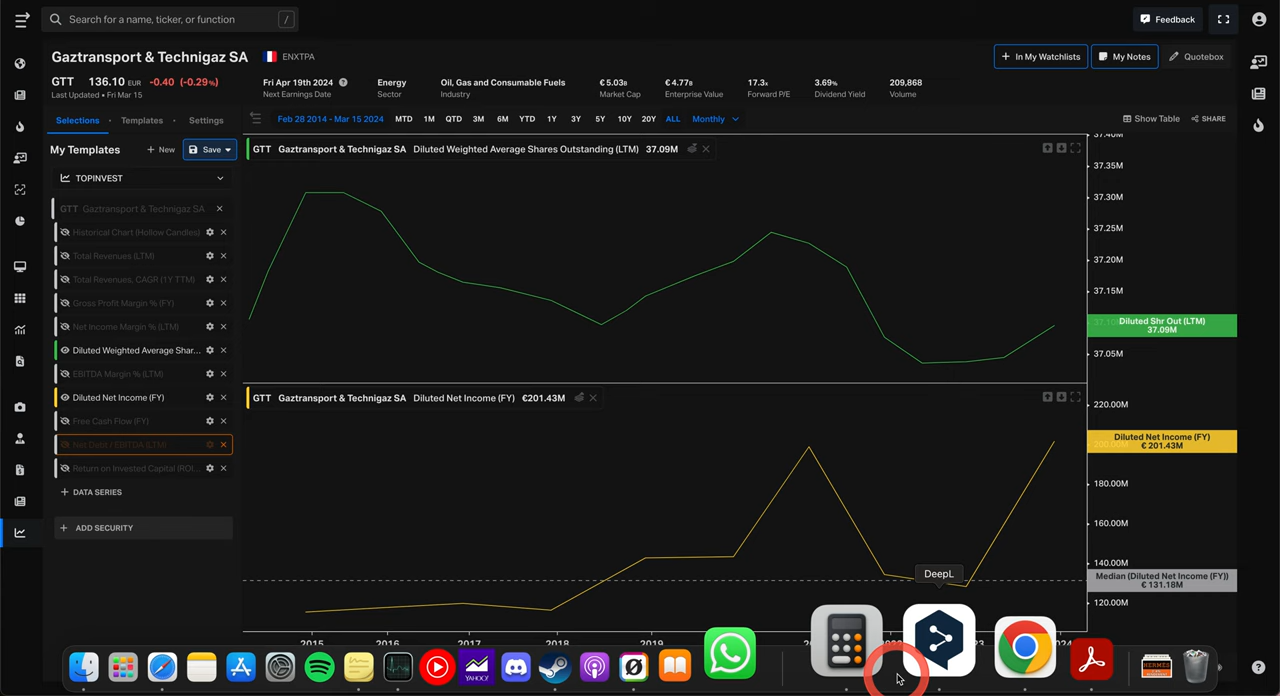 Search for a name, ticker, or function
/
Feedback
Gaztransport & Technigaz SA
ENXTPA
+ In My Watchlists
My Notes
Quotebox
GTT 136.10 EUR -0.40 (-0.29%)
Last Updated • Fri Mar 15
Fri Apr 19th 2024
Next Earnings Date
Energy
Sector
Oil, Gas and Consumable Fuels
Industry
€ 5.03B
Market Cap
€ 4.77B
Enterprise Value
17.3x
Forward P/E
3.69%
Dividend Yield
209,868
Volume
Selections • Templates • Settings
Feb 28 2014 - Mar 15 2024 MTD 1M QTD 3M 6M YTD 1Y 3Y 5Y 10Y 20Y ALL Monthly
Show Table
SHARE
My Templates
+ New
Save
TOPINVEST
GTT Gaztransport & Technigaz SA
Historical Chart (Hollow Candles)
Total Revenues (LTM)
Total Revenues, CAGR (1Y TTM)
Gross Profit Margin % (FY)
Net Income Margin % (LTM)
Diluted Weighted Average Shar...
EBITDA Margin % (LTM)
Diluted Net Income (FY)
Free Cash Flow (FY)
Net Debt / EBITDA (LTM)
Return on Invested Capital (ROI...
+ DATA SERIES
+ ADD SECURITY
GTT Gaztransport & Technigaz SA Diluted Weighted Average Shares Outstanding (LTM) 37.09M
37.40M
37.35M
37.30M
37.25M
37.20M
37.15M
37.10M
Diluted Shr Out (LTM)
37.09M
37.05M
GTT Gaztransport & Technigaz SA Diluted Net Income (FY) €201.43M
220.00M
Diluted Net Income (FY)
€ 201.43M
200.00M
180.00M
160.00M
140.00M
Median (Diluted Net Income (FY))
€ 131.18M
120.00M
DeepL
2015 2016 2017 2018 2019
YAHOO!
HERMÈS